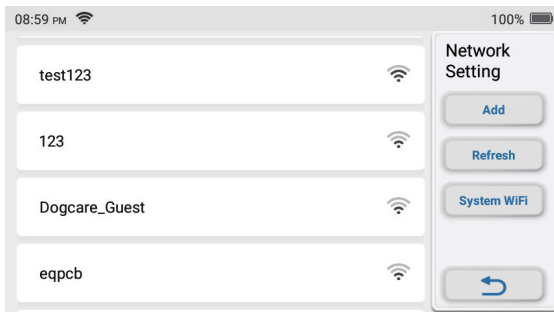 08:59 PM
100%
test123
123
Dogcare_Guest
eqpcb
Network
Setting
Add
Refresh
System WiFi